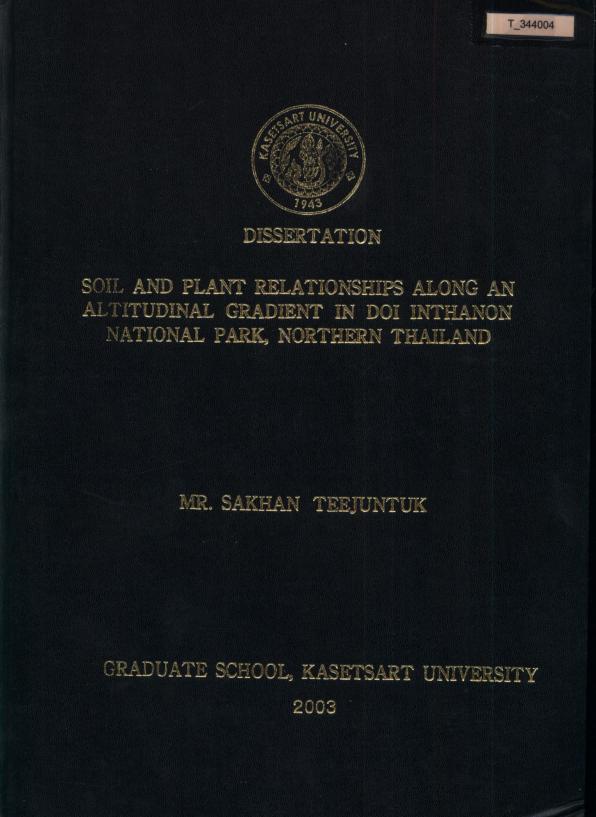 T_344004
KASETSART UNIVERSITY
1943
DISSERTATION
SOIL AND PLANT RELATIONSHIPS ALONG AN
ALTITUDINAL GRADIENT IN DOI INTHANON
NATIONAL PARK, NORTHERN THAILAND
MR. SAKHAN TEEJUNTUK
GRADUATE SCHOOL, KASETSART UNIVERSITY
2003